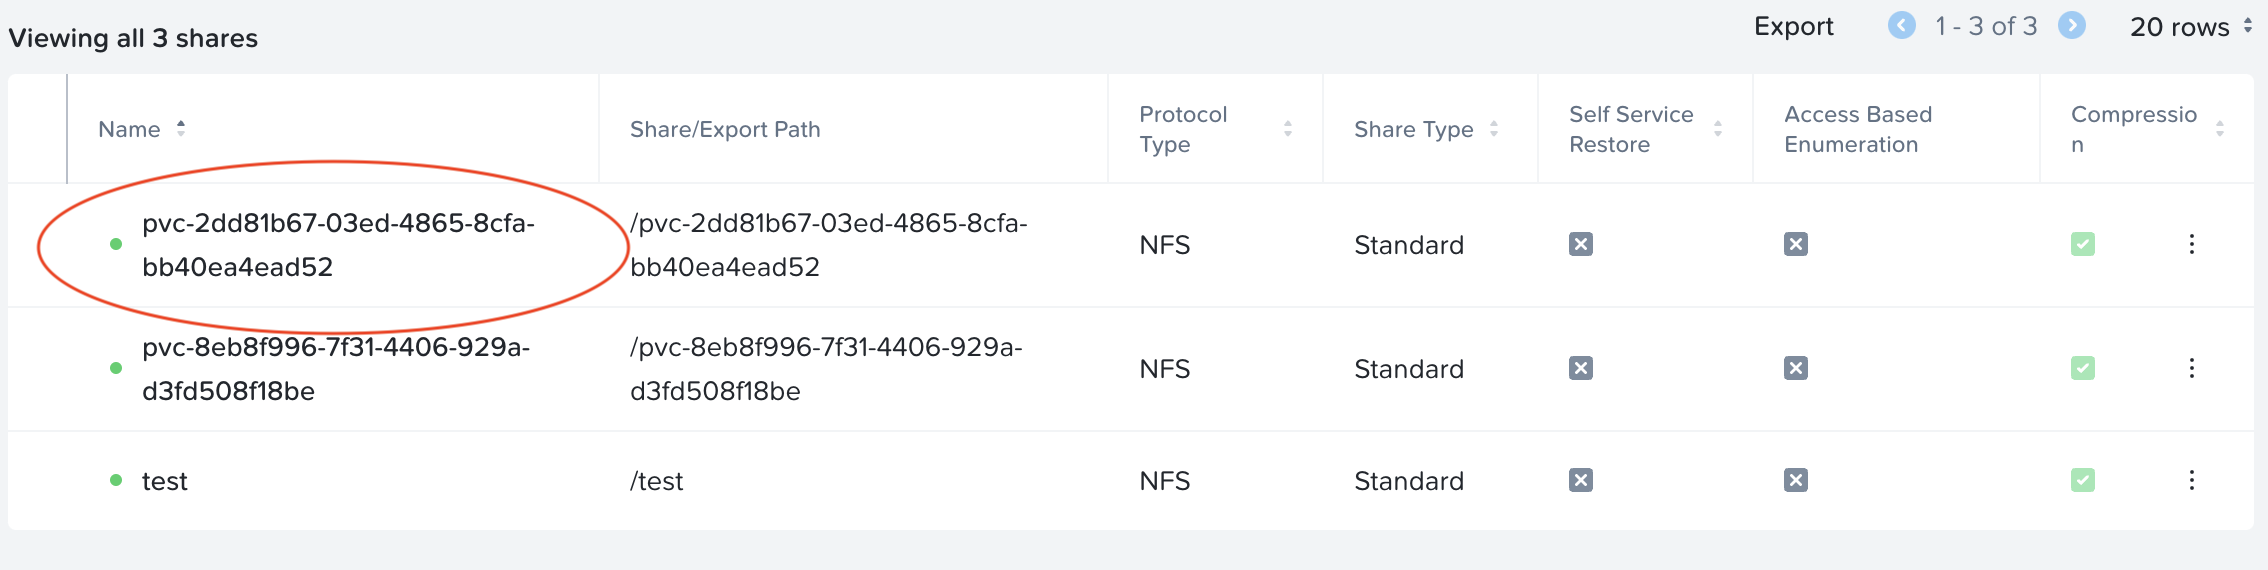 Viewing all 3 shares
Export 1 - 3 of 3 20 rows
Name Share/Export Path Protocol Type Share Type Self Service Restore Access Based Enumeration Compressio
n
pvc-2dd81b67-03ed-4865-8cfa- /pvc-2dd81b67-03ed-4865-8cfa- NFS Standard
bb40ea4ead52 bb40ea4ead52
pvc-8eb8f996-7f31-4406-929a- /pvc-8eb8f996-7f31-4406-929a- NFS Standard
d3fd508f18be d3fd508f18be
test /test NFS Standard